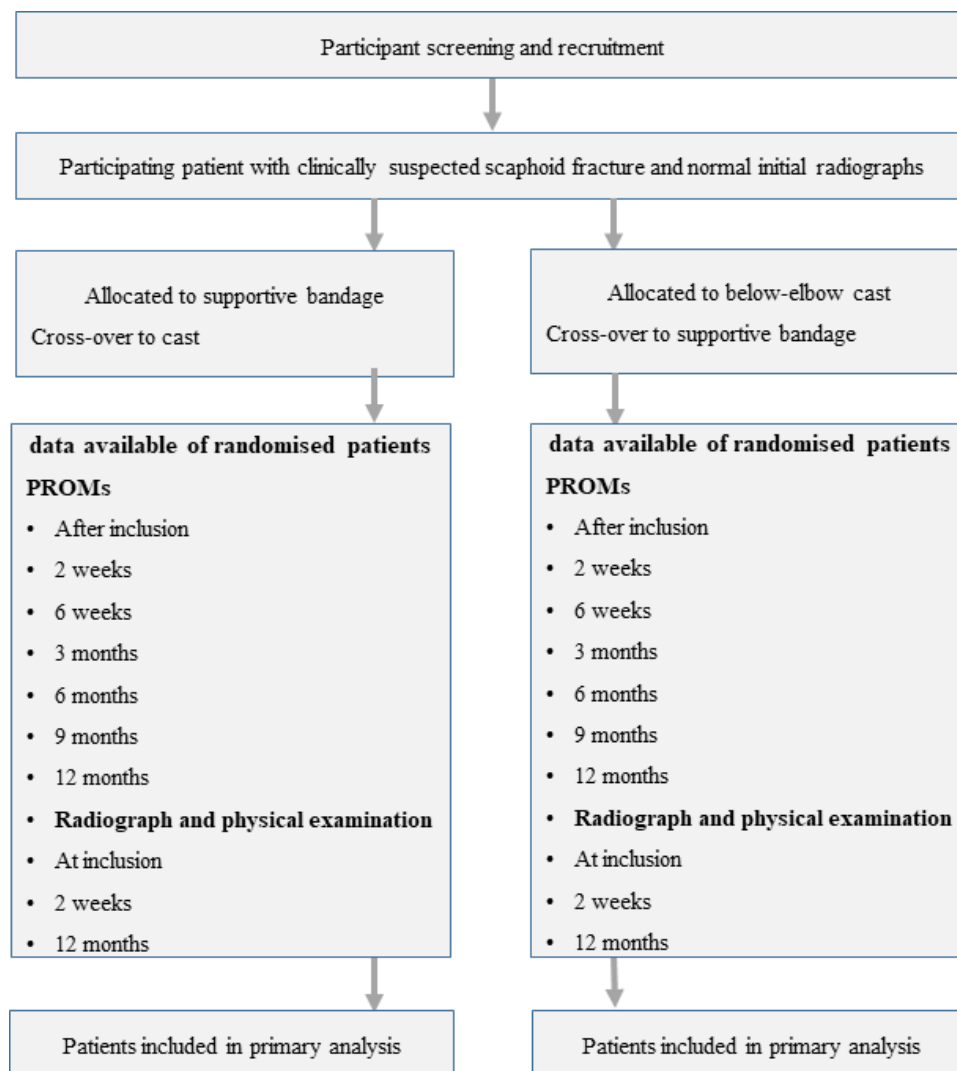 Participant screening and recruitment
Participating patient with clinically suspected scaphoid fracture and normal initial radiographs
Allocated to supportive bandage
Cross-over to cast
Allocated to below-elbow cast
Cross-over to supportive bandage
data available of randomised patients
PROMs
• After inclusion
• 2 weeks
• 6 weeks
• 3 months
• 6 months
• 9 months
• 12 months
• Radiograph and physical examination
• At inclusion
• 2 weeks
• 12 months
data available of randomised patients
PROMs
• After inclusion
• 2 weeks
• 6 weeks
• 3 months
• 6 months
• 9 months
• 12 months
• Radiograph and physical examination
• At inclusion
• 2 weeks
• 12 months
Patients included in primary analysis
Patients included in primary analysis